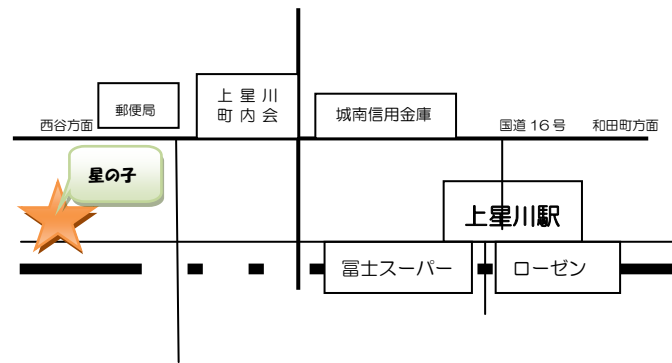 上 星 川
町 内 会
郵便局
城南信用金庫
西谷方面
国道 16 号
和田町方面
星の子
上星川駅
冨士スーパー
ローゼン